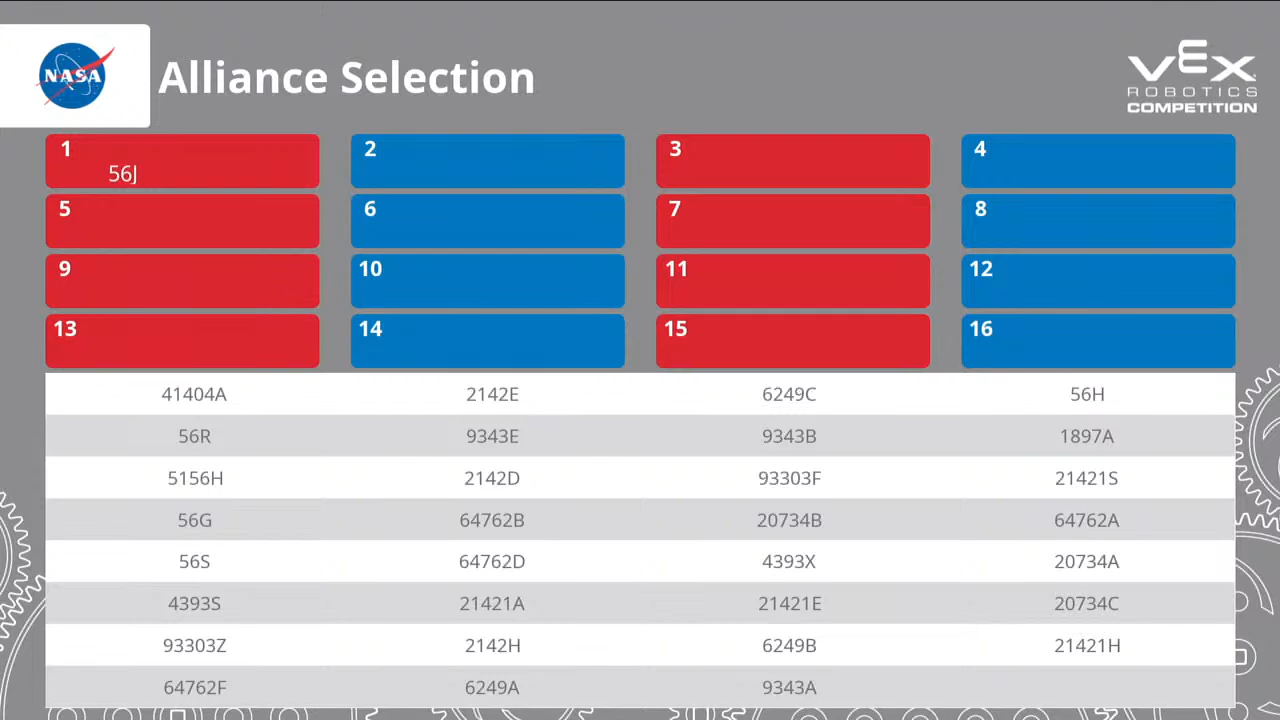 NASA
Alliance Selection
VEX
ROBOTICS
COMPETITION
1 2 3 4
56J
5 6 7 8
9 10 11 12
13 14 15 16
41404A 2142E 6249C 56H
56R 9343E 9343B 1897A
5156H 2142D 93303F 21421S
56G 64762B 20734B 64762A
56S 64762D 4393X 20734A
4393S 21421A 21421E 20734C
93303Z 2142H 6249B 21421H
64762F 6249A 9343A